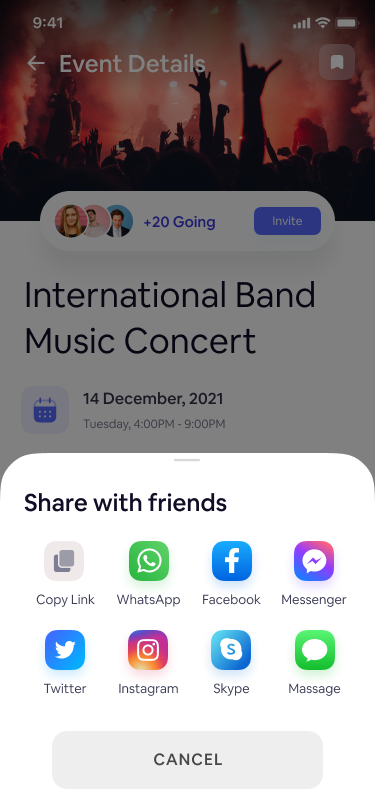 9:41
Event Details
+20 Going
Invite
International Band
Music Concert
14 December, 2021
Tuesday, 4:00PM - 9:00PM
Share with friends
Copy Link
WhatsApp
Facebook
Messenger
Twitter
Instagram
Skype
Massage
CANCEL